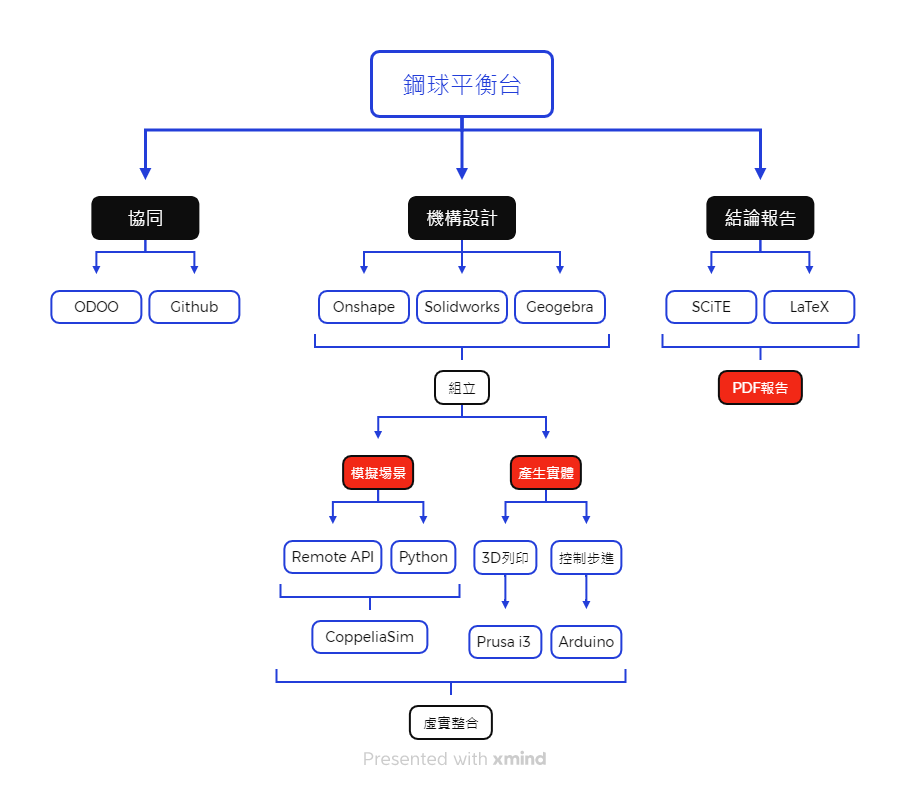 鋼球平衡台
協同
機構設計
結論報告
ODOO
Github
Onshape
Solidworks
Geogebra
SCiTE
LaTeX
組立
PDF報告
模擬場景
產生實體
Remote API
Python
3D列印
控制步進
CoppeliaSim
Prusa i3
Arduino
虛實整合
Presented with xmind